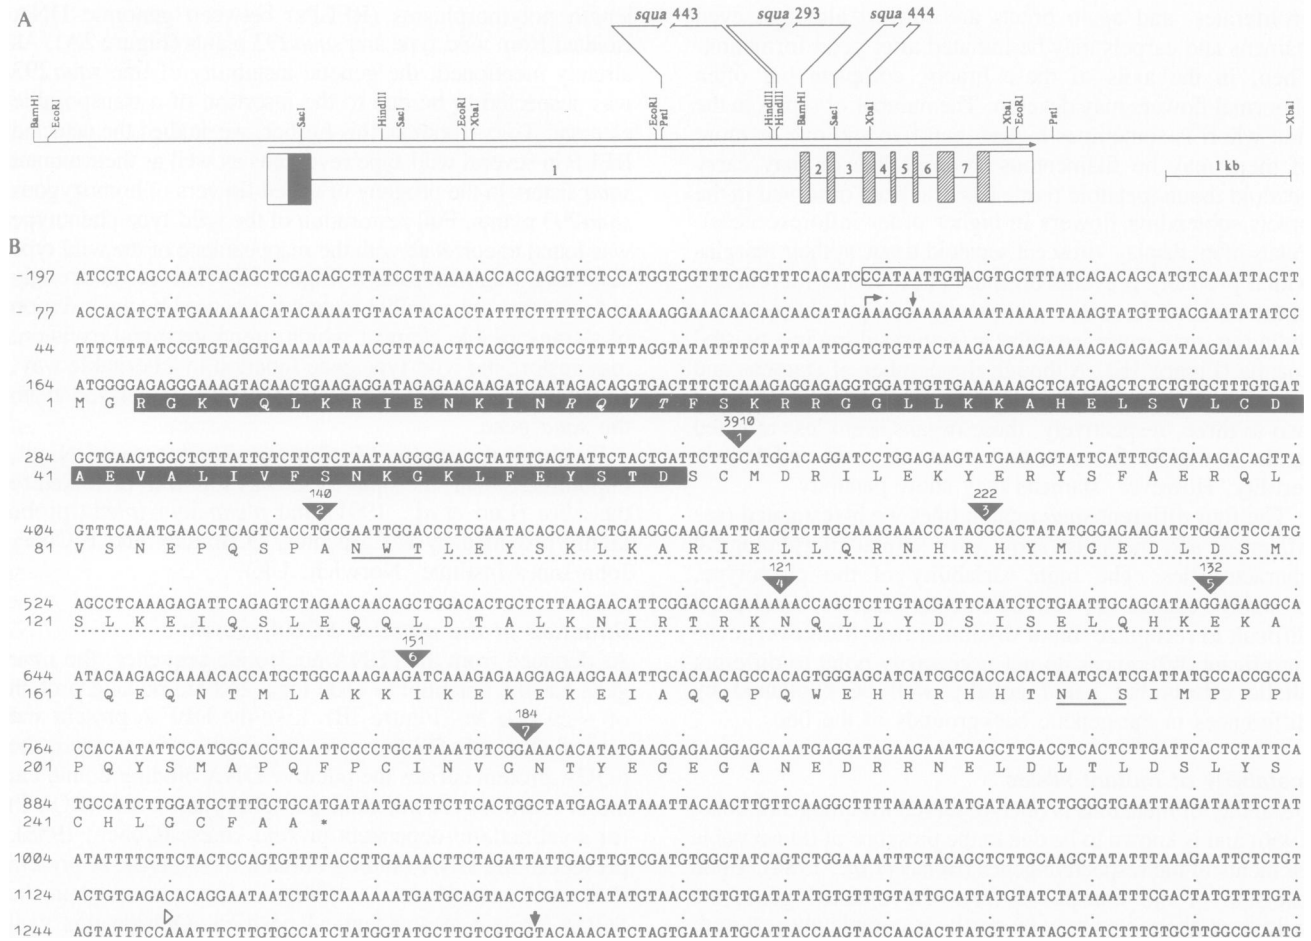 A
squa 443 squa 293 squa 444
BamHI EcoRI SacI HindIII SacI EcoRI XbaI EcoRI PstI HindIII HindIII BamHI SacI XbaI XbaI EcoRI PstI XbaI
1 2 3 4 5 6 7 1 kb
B
-197 ATCCTCAGCCAATCACAGCTCGACAGCTTATCCTTAAAAACCACCAGGTTCTCCATGGTGGTTTCAGGTTTCACATCCCATAATTGTACGTGCTTTATCAGACAGCATGTCAAATTACTT
- 77 ACCACATCTATGAAAAAACATACAAAATGTACATACACCTATTTCTTTTTCACCAAAAGGAAACAACAACAACATAGAAAGGAAAAAAAATAAAATTAAAGTATGTTGACGAATATATCC
44 TTTCTTTATCCGTGTAGGTGAAAAATAAACGTTACACTTCAGGGTTTCCGTTTTTAGGTATATTTTCTATTAATTGGTGTGTTACTAAGAAGAAGAAAAAGAGAGAGATAAGAAAAAAAA
164 ATGGGGAGAGGGAAAGTACAACTGAAGAGGATAGAGAACAAGATCAATAGACAGGTGACTTTCTCAAAGAGGAGAGGTGGATTGTTGAAAAAAGCTCATGAGCTCTCTGTGCTTTGTGAT
1 M G R G K V Q L K R I E N K I N R Q V T F S K R R G G L L K K A H E L S V L C D
3910
1
284 GCTGAAGTGGCTCTTATTGTCTTCTCTAATAAGGGGAAGCTATTTGAGTATTCTACTGATTCTTGCATGGACAGGATCCTGGAGAAGTATGAAAGGTATTCATTTGCAGAAAGACAGTTA
41 A E V A L I V F S N K G K L F E Y S T D S C M D R I L E K Y E R Y S F A E R Q L
140 222
2 3
404 GTTTCAAATGAACCTCAGTCACCTGCGAATTGGACCCTCGAATACAGCAAACTGAAGGCAAGAATTGAGCTCTTGCAAAGAAACCATAGGCACTATATGGGAGAAGATCTGGACTCCATG
81 V S N E P Q S P A N W T L E Y S K L K A R I E L L Q R N H R H Y M G E D L D S M
121 132
4 5
524 AGCCTCAAAGAGATTCAGAGTCTAGAACAACAGCTGGACACTGCTCTTAAGAACATTCGGACCAGAAAAAACCAGCTCTTGTACGATTCAATCTCTGAATTGCAGCATAAGGAGAAGGCA
121 S L K E I Q S L E Q Q L D T A L K N I R T R K N Q L L Y D S I S E L Q H K E K A
151
6
644 ATACAAGAGCAAAACACCATGCTGGCAAAGAAGATCAAAGAGAAGGAGAAGGAAATTGCACAACAGCCACAGTGGGAGCATCATCGCCACCACACTAATGCATCGATTATGCCACCGCCA
161 I Q E Q N T M L A K K I K E K E K E I A Q Q P Q W E H H R H H T N A S I M P P P
184
7
764 CCACAATATTCCATGGCACCTCAATTCCCCTGCATAAATGTCGGAAACACATATGAAGGAGAAGGAGCAAATGAGGATAGAAGAAATGAGCTTGACCTCACTCTTGATTCACTCTATTCA
201 P Q Y S M A P Q F P C I N V G N T Y E G E G A N E D R R N E L D L T L D S L Y S
884 TGCCATCTTGGATGCTTTGCTGCATGATAATGACTTCTTCACTGGCTATGAGAATAAATTACAACTTGTTCAAGGCTTTTAAAAATATGATAAATCTGGGGTGAATTAAGATAATTCTAT
241 C H L G C F A A *
1004 ATATTTTCTTCTACTCCAGTGTTTTACCTTGAAAACTTCTAGATTATTGAGTTGTCGATGTGGCTATCAGTCTGGAAAATTTCTACAGCTCTTGCAAGCTATATTTAAAGAATTCTCTGT
1124 ACTGTGAGACACAGGAATAATCTGTCAAAAAATGATGCAGTAACTCGATCTATATGTAACCTGTGTGATATATGTTTGTATTGCATTATGTATCTATAAATTTCGACTATGTTTTGTA
1244 AGTATTTCCAAATTTCTTGTGCCATCTATGGTATGCTTGTCGTGGTACAAACATCTAGTGAATATGCATTACCAAGTACCAACACTTATGTTTATAGCTATCTTTGTGCTTGGCGCAATG